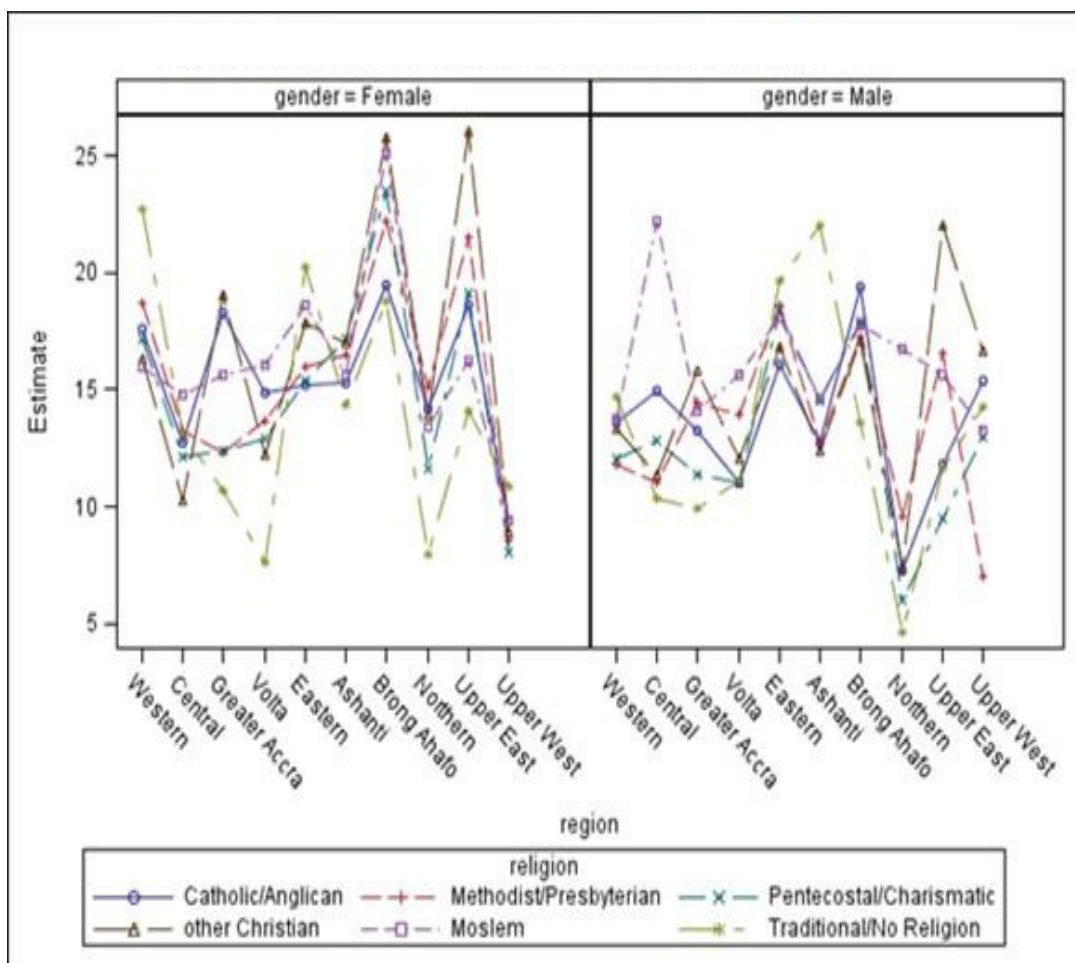 gender = Female
gender = Male
Estimate
25
20
15
10
5
Western
Central
Greater Accra
Volta
Eastern
Ashanti
Brong Ahafo
Northern
Upper East
Upper West
Western
Central
Greater Accra
Volta
Eastern
Ashanti
Brong Ahafo
Northern
Upper East
Upper West
region
religion
Catholic/Anglican
Methodist/Presbyterian
Pentecostal/Charismatic
other Christian
Moslem
Traditional/No Religion